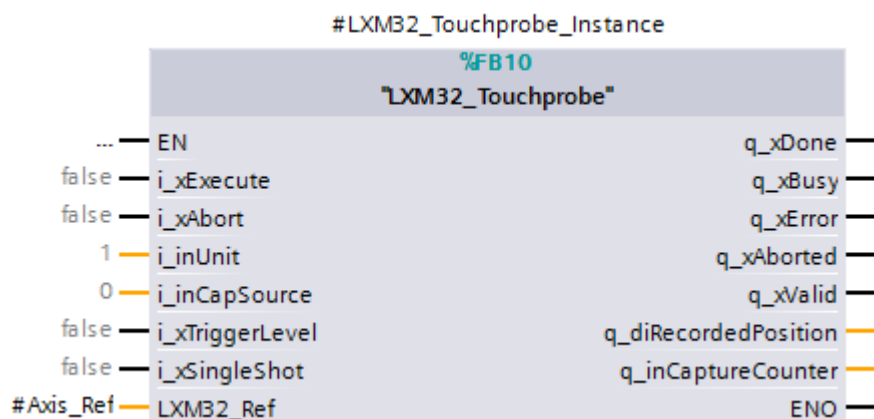 #LXM32_Touchprobe_Instance
%FB10
"LXM32_Touchprobe"
... EN q_xDone
false i_xExecute q_xBusy
false i_xAbort q_xError
1 i_inUnit q_xAborted
0 i_inCapSource q_xValid
false i_xTriggerLevel q_diRecordedPosition
false i_xSingleShot q_inCaptureCounter
#Axis_Ref LXM32_Ref ENO